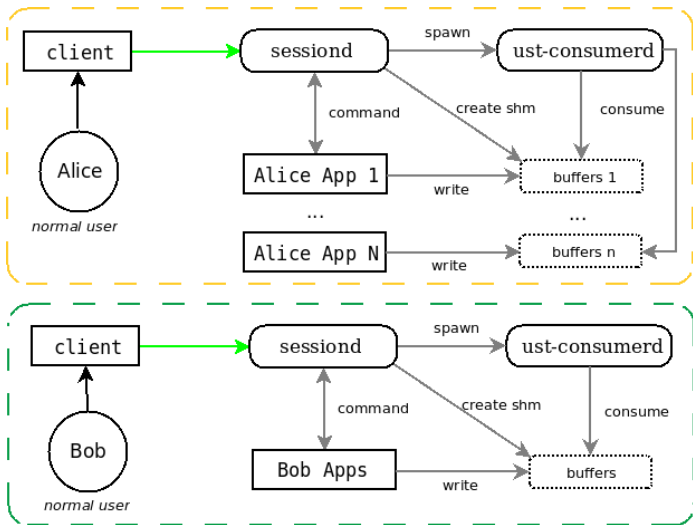 spawn
client
sessiond
ust-consumerd
command
create shm
consume
Alice
Alice App 1
write
buffers 1
normal user
...
...
Alice App N
write
buffers n
spawn
client
sessiond
ust-consumerd
command
create shm
consume
Bob
Bob Apps
write
buffers
normal user